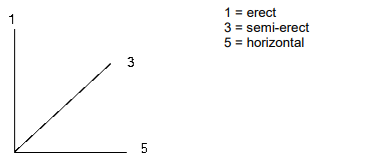 1
3
5
1 = erect
3 = semi-erect
5 = horizontal